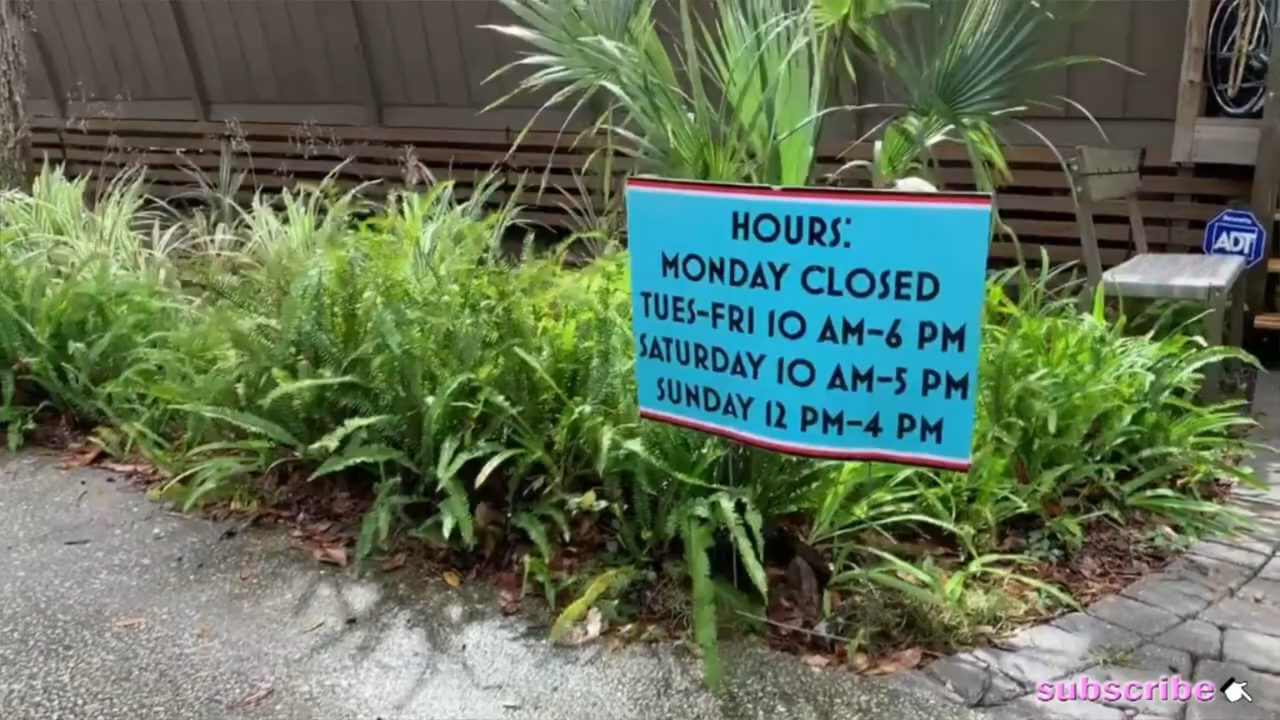 HOURS:
MONDAY CLOSED
TUES-FRI 10 AM-6 PM
SATURDAY 10 AM-5 PM
SUNDAY 12 PM-4 PM
ADT
subscribe